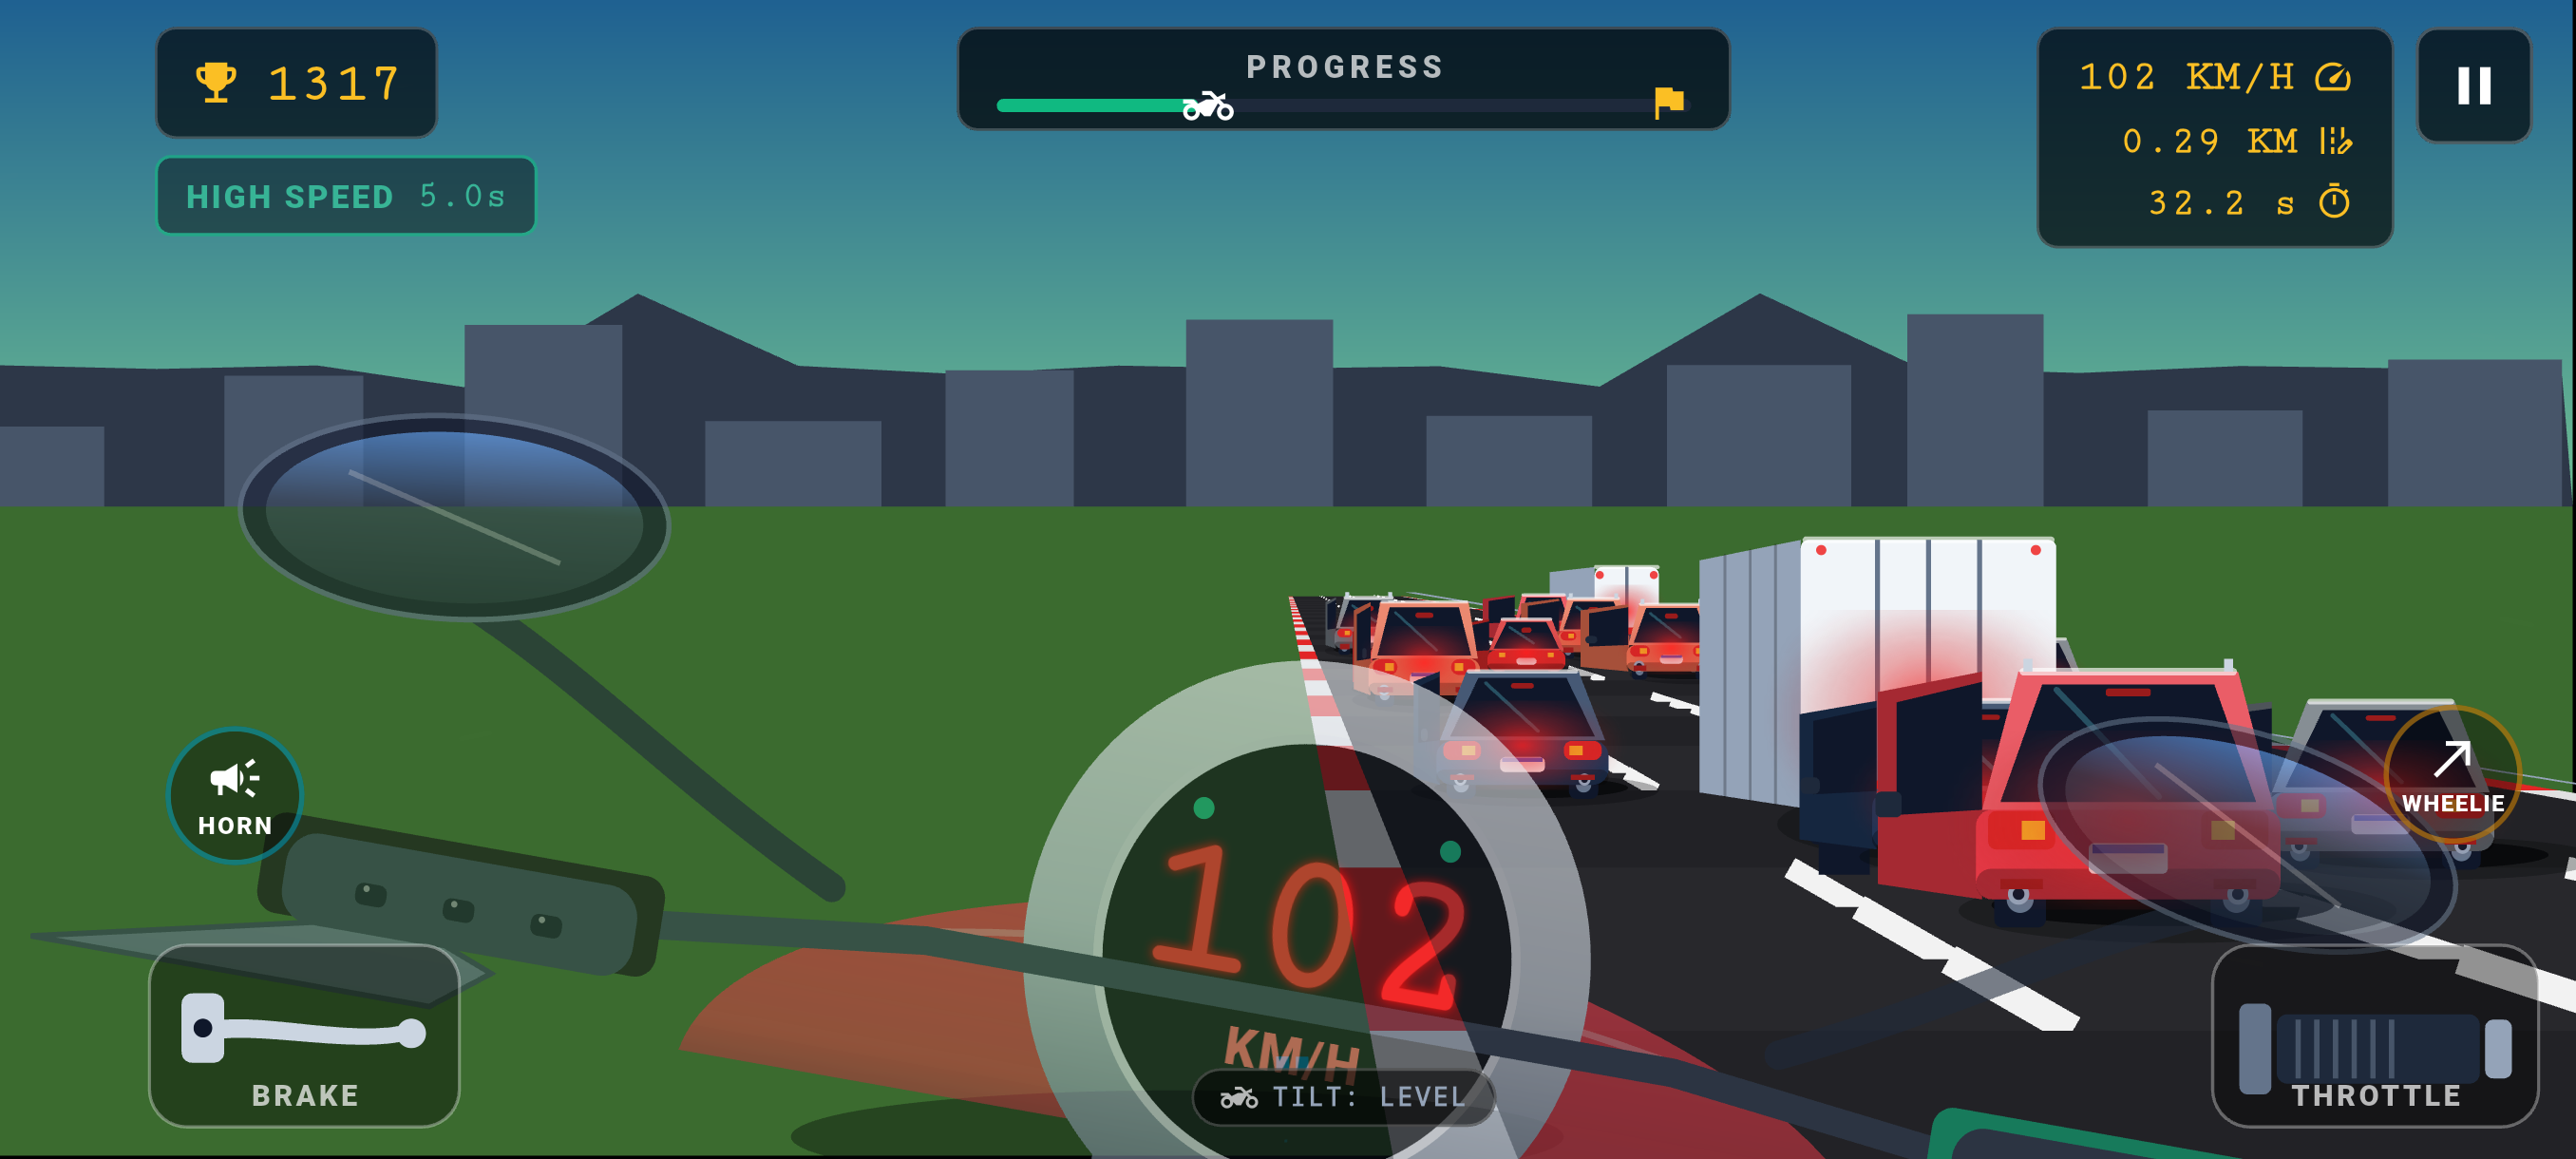 1317
HIGH SPEED 5.0s
PROGRESS
102 KM/H
0.29 KM
32.2 s
HORN
WHEELIE
102
KM/H
BRAKE
TILT: LEVEL
THROTTLE